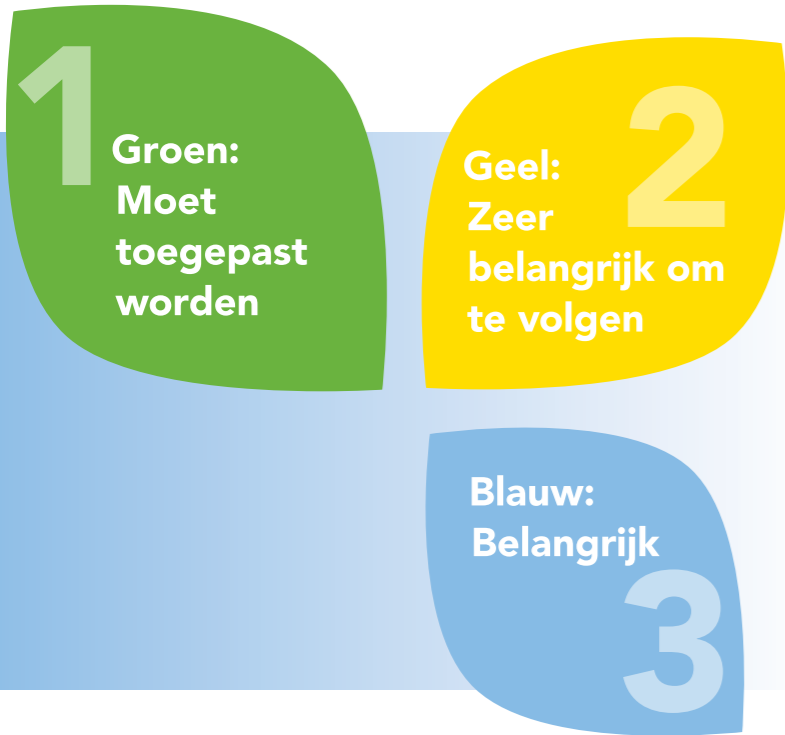 1
Groen:
Moet
toegepast
worden
2
Geel:
Zeer
belangrijk om
te volgen
Blauw:
Belangrijk
3